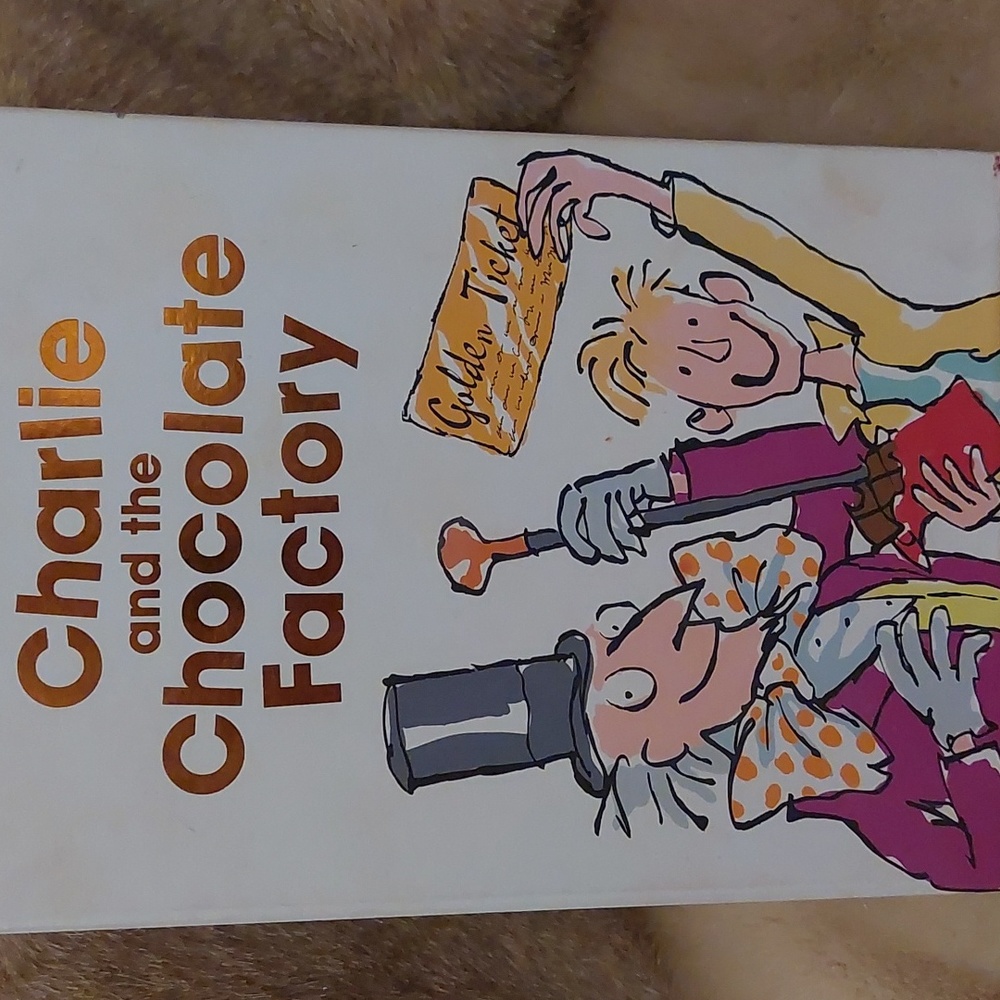 Charlie
and the
Chocolate
Factory
Golden Ticket